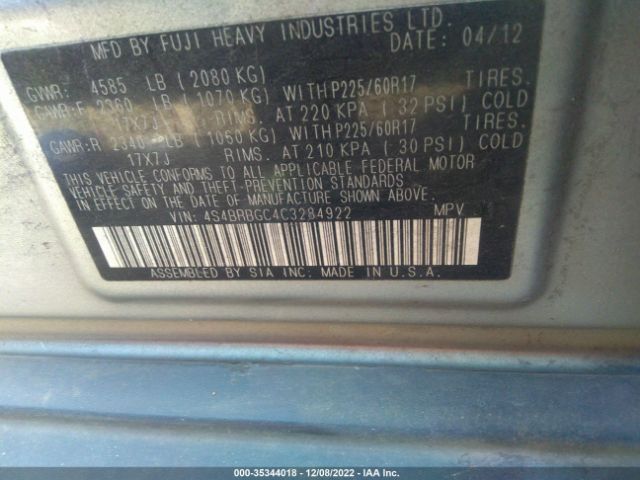 MFD BY FUJI HEAVY INDUSTRIES LTD.
DATE: 04/12
GVWR: 4585 LB (2080 KG)
GAWR:F 2360 LB (1070 KG) WITH P225/60R17 TIRES.
17X7J RIMS. AT 220 KPA (32 PSI) COLD
GAWR:R 2340 LB (1060 KG) WITH P225/60R17 TIRES.
17X7J RIMS. AT 210 KPA (30 PSI) COLD
THIS VEHICLE CONFORMS TO ALL APPLICABLE FEDERAL MOTOR
VEHICLE SAFETY AND THEFT-PREVENTION STANDARDS
IN EFFECT ON THE DATE OF MANUFACTURE SHOWN ABOVE.
VIN: 4S4BRBGC4C3284922 MPV
ASSEMBLED BY SIA INC. MADE IN U.S.A.
000-35344018 - 12/08/2022 - IAA Inc.